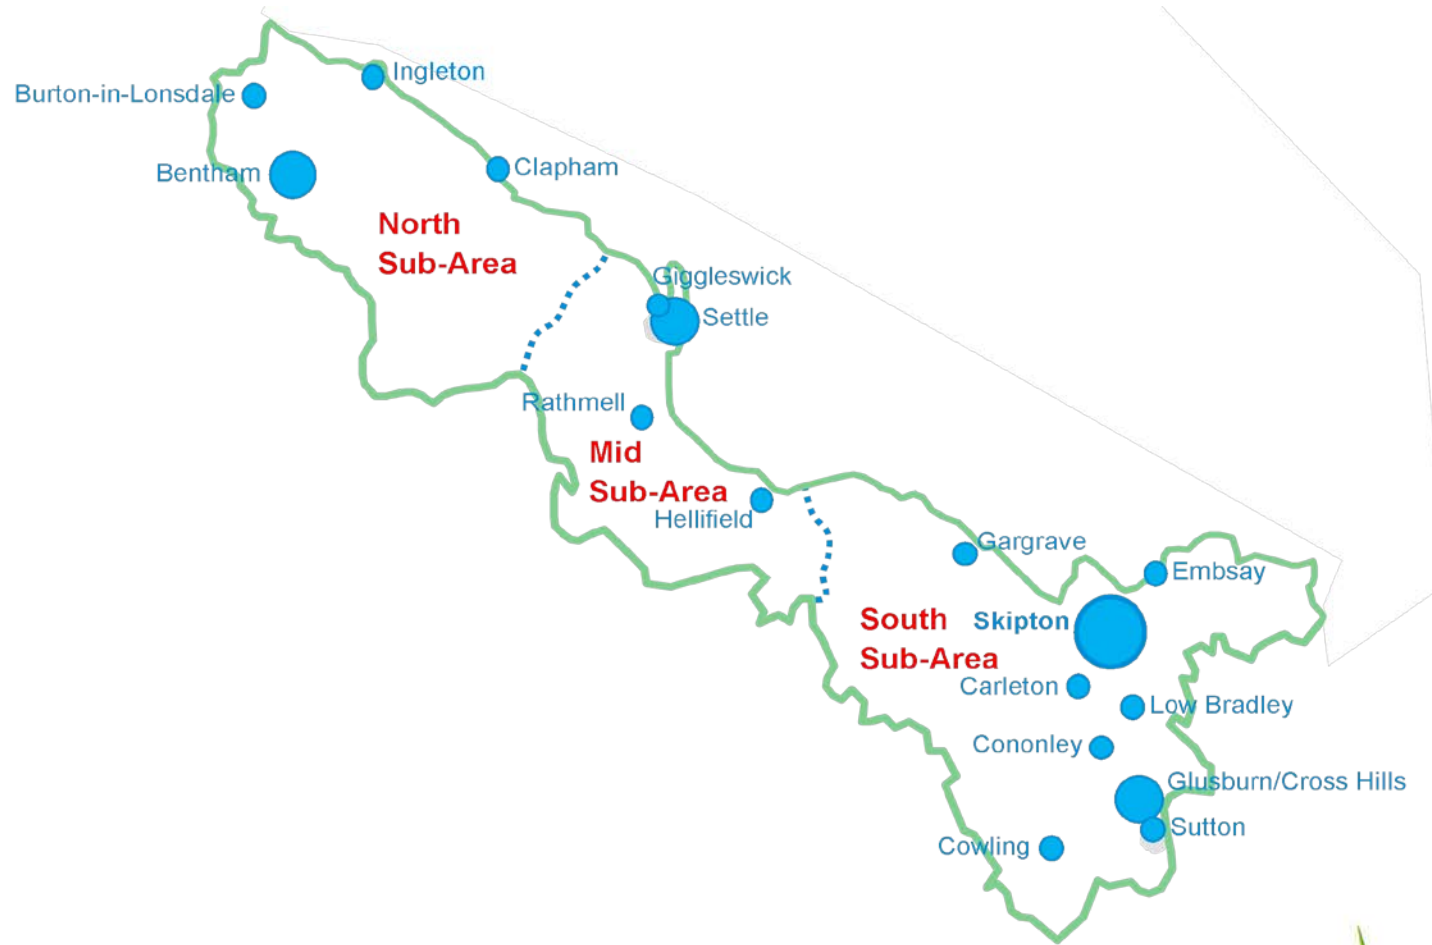 Ingleton
Burton-in-Lonsdale
Bentham
Clapham
North
Sub-Area
Giggleswick
Settle
Rathmell
Mid
Sub-Area
Hellifield
Gargrave
Embsay
South
Sub-Area
Skipton
Carleton
Low Bradley
Cononley
Glusburn/Cross Hills
Sutton
Cowling